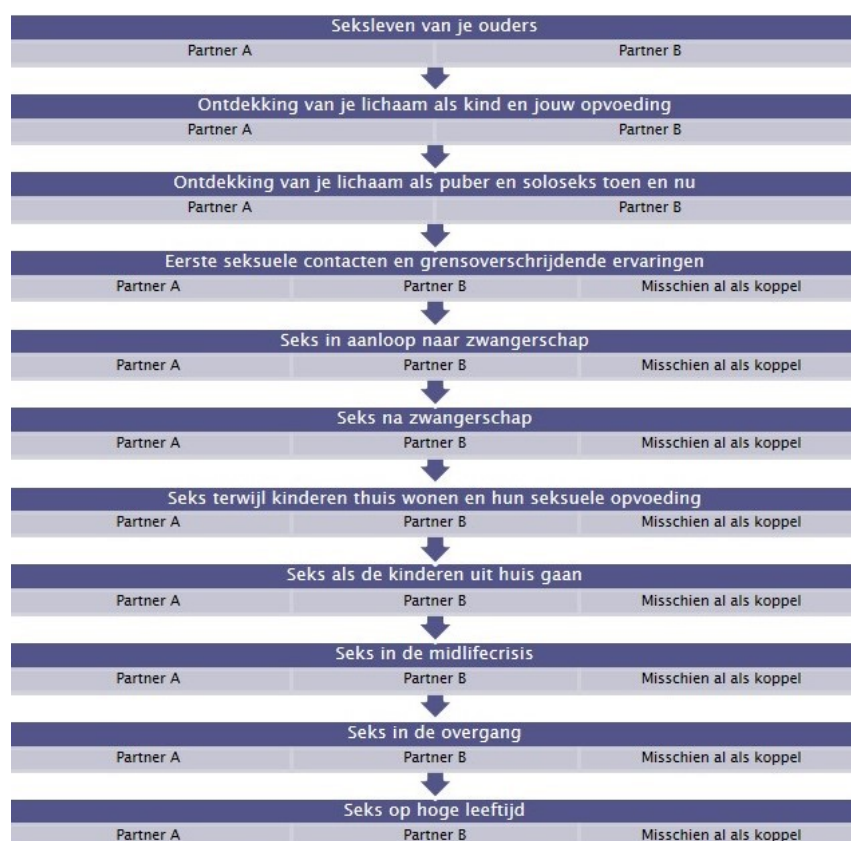 Seksleven van je ouders
Partner A Partner B
Ontdekking van je lichaam als kind en jouw opvoeding
Partner A Partner B
Ontdekking van je lichaam als puber en soloseks toen en nu
Partner A Partner B
Eerste seksuele contacten en grensoverschrijdende ervaringen
Partner A Partner B Misschien al als koppel
Seks in aanloop naar zwangerschap
Partner A Partner B Misschien al als koppel
Seks na zwangerschap
Partner A Partner B Misschien al als koppel
Seks terwijl kinderen thuis wonen en hun seksuele opvoeding
Partner A Partner B Misschien al als koppel
Seks als de kinderen uit huis gaan
Partner A Partner B Misschien al als koppel
Seks in de midlifecrisis
Partner A Partner B Misschien al als koppel
Seks in de overgang
Partner A Partner B Misschien al als koppel
Seks op hoge leeftijd
Partner A Partner B Misschien al als koppel